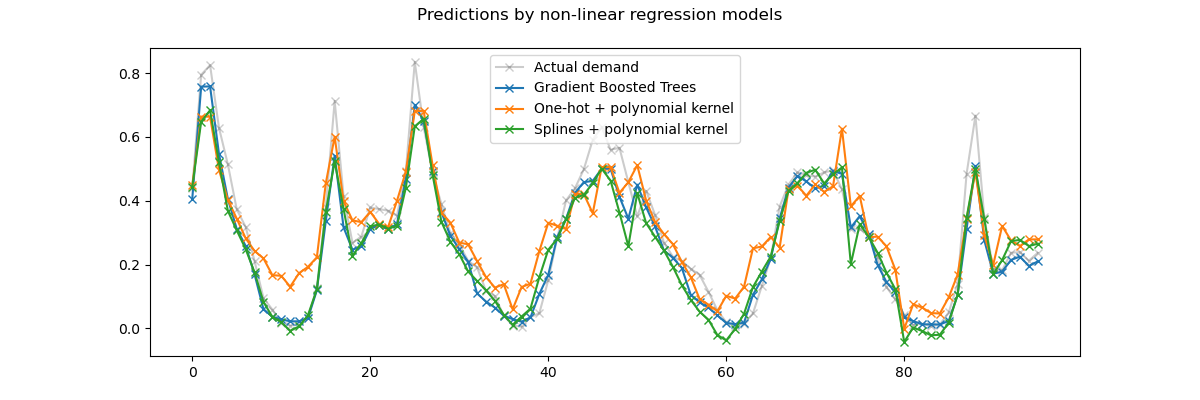 Predictions by non-linear regression models
Actual demand
Gradient Boosted Trees
One-hot + polynomial kernel
Splines + polynomial kernel
0.8
0.6
0.4
0.2
0.0
0 20 40 60 80